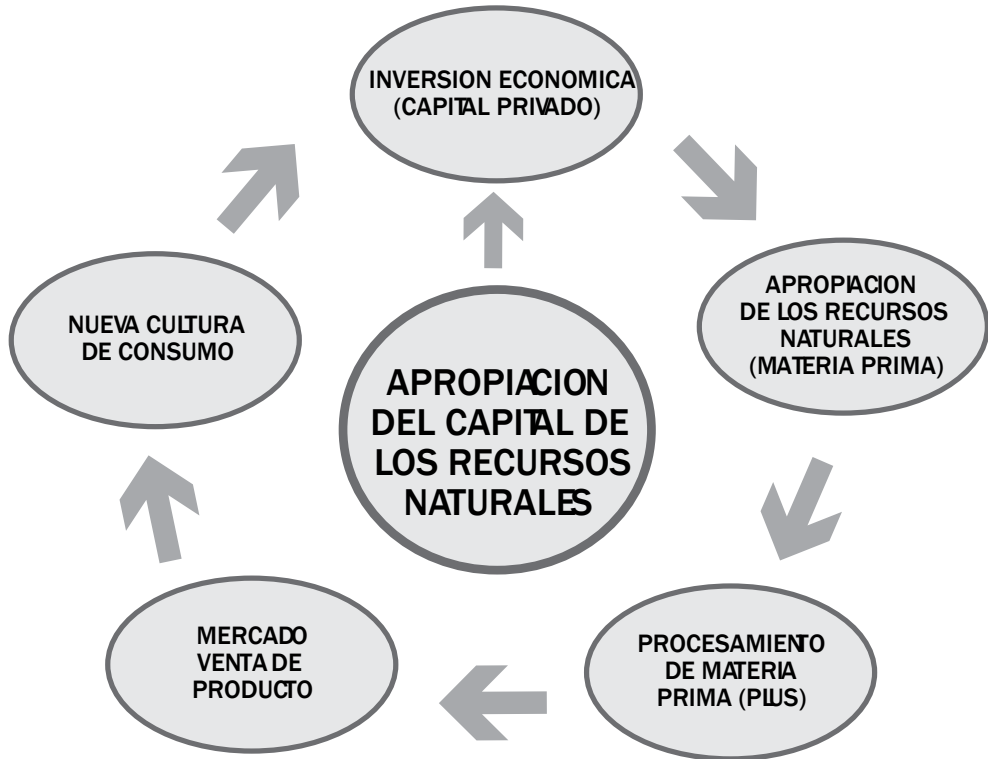 INVERSION ECONOMICA
(CAPITAL PRIVADO)
APROPIACION
DE LOS RECURSOS
NATURALES
(MATERIA PRIMA)
PROCESAMIENTO
DE MATERIA
PRIMA (PLUS)
MERCADO
VENTA DE
PRODUCTO
NUEVA CULTURA
DE CONSUMO
APROPIACION
DEL CAPITAL DE
LOS RECURSOS
NATURALES